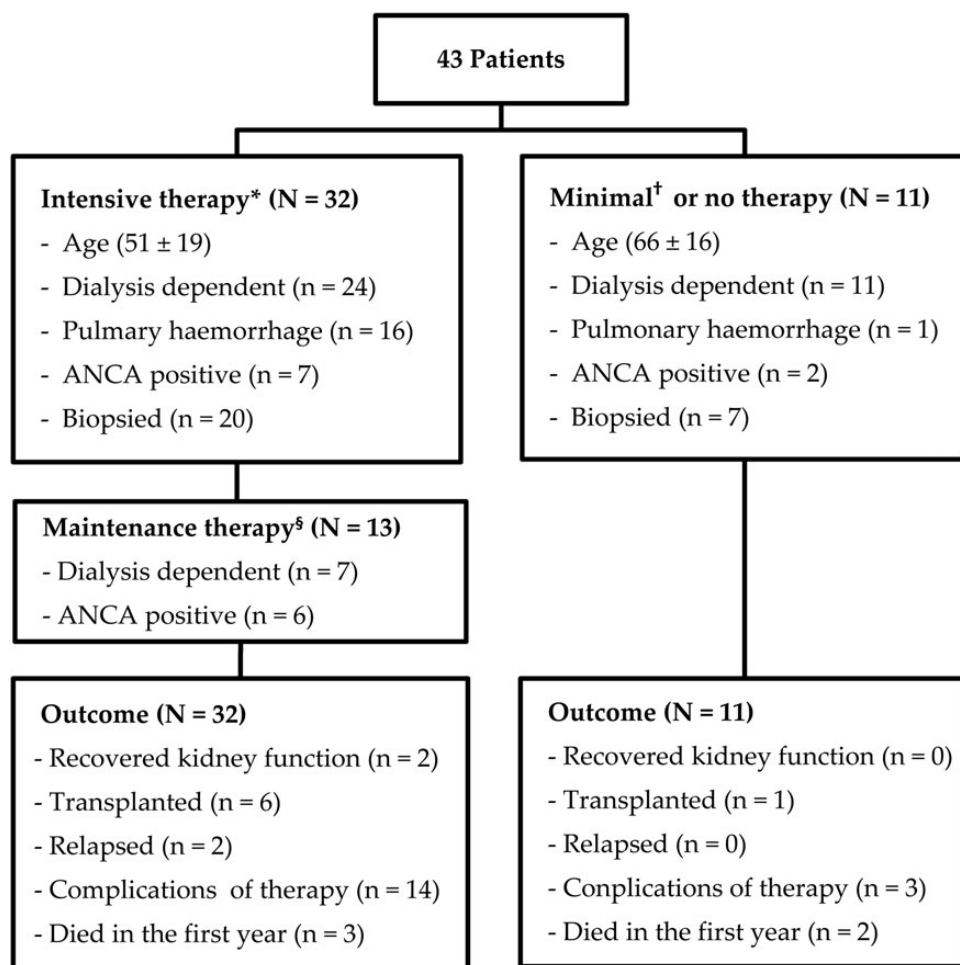 43 Patients
Intensive therapy* (N = 32)
- Age (51 ± 19)
- Dialysis dependent (n = 24)
- Pulmary haemorrhage (n = 16)
- ANCA positive (n = 7)
- Biopsied (n = 20)
Minimal† or no therapy (N = 11)
- Age (66 ± 16)
- Dialysis dependent (n = 11)
- Pulmonary haemorrhage (n = 1)
- ANCA positive (n = 2)
- Biopsied (n = 7)
Maintenance therapy§ (N = 13)
- Dialysis dependent (n = 7)
- ANCA positive (n = 6)
Outcome (N = 32)
- Recovered kidney function (n = 2)
- Transplanted (n = 6)
- Relapsed (n = 2)
- Complications of therapy (n = 14)
- Died in the first year (n = 3)
Outcome (N = 11)
- Recovered kidney function (n = 0)
- Transplanted (n = 1)
- Relapsed (n = 0)
- Conplications of therapy (n = 3)
- Died in the first year (n = 2)